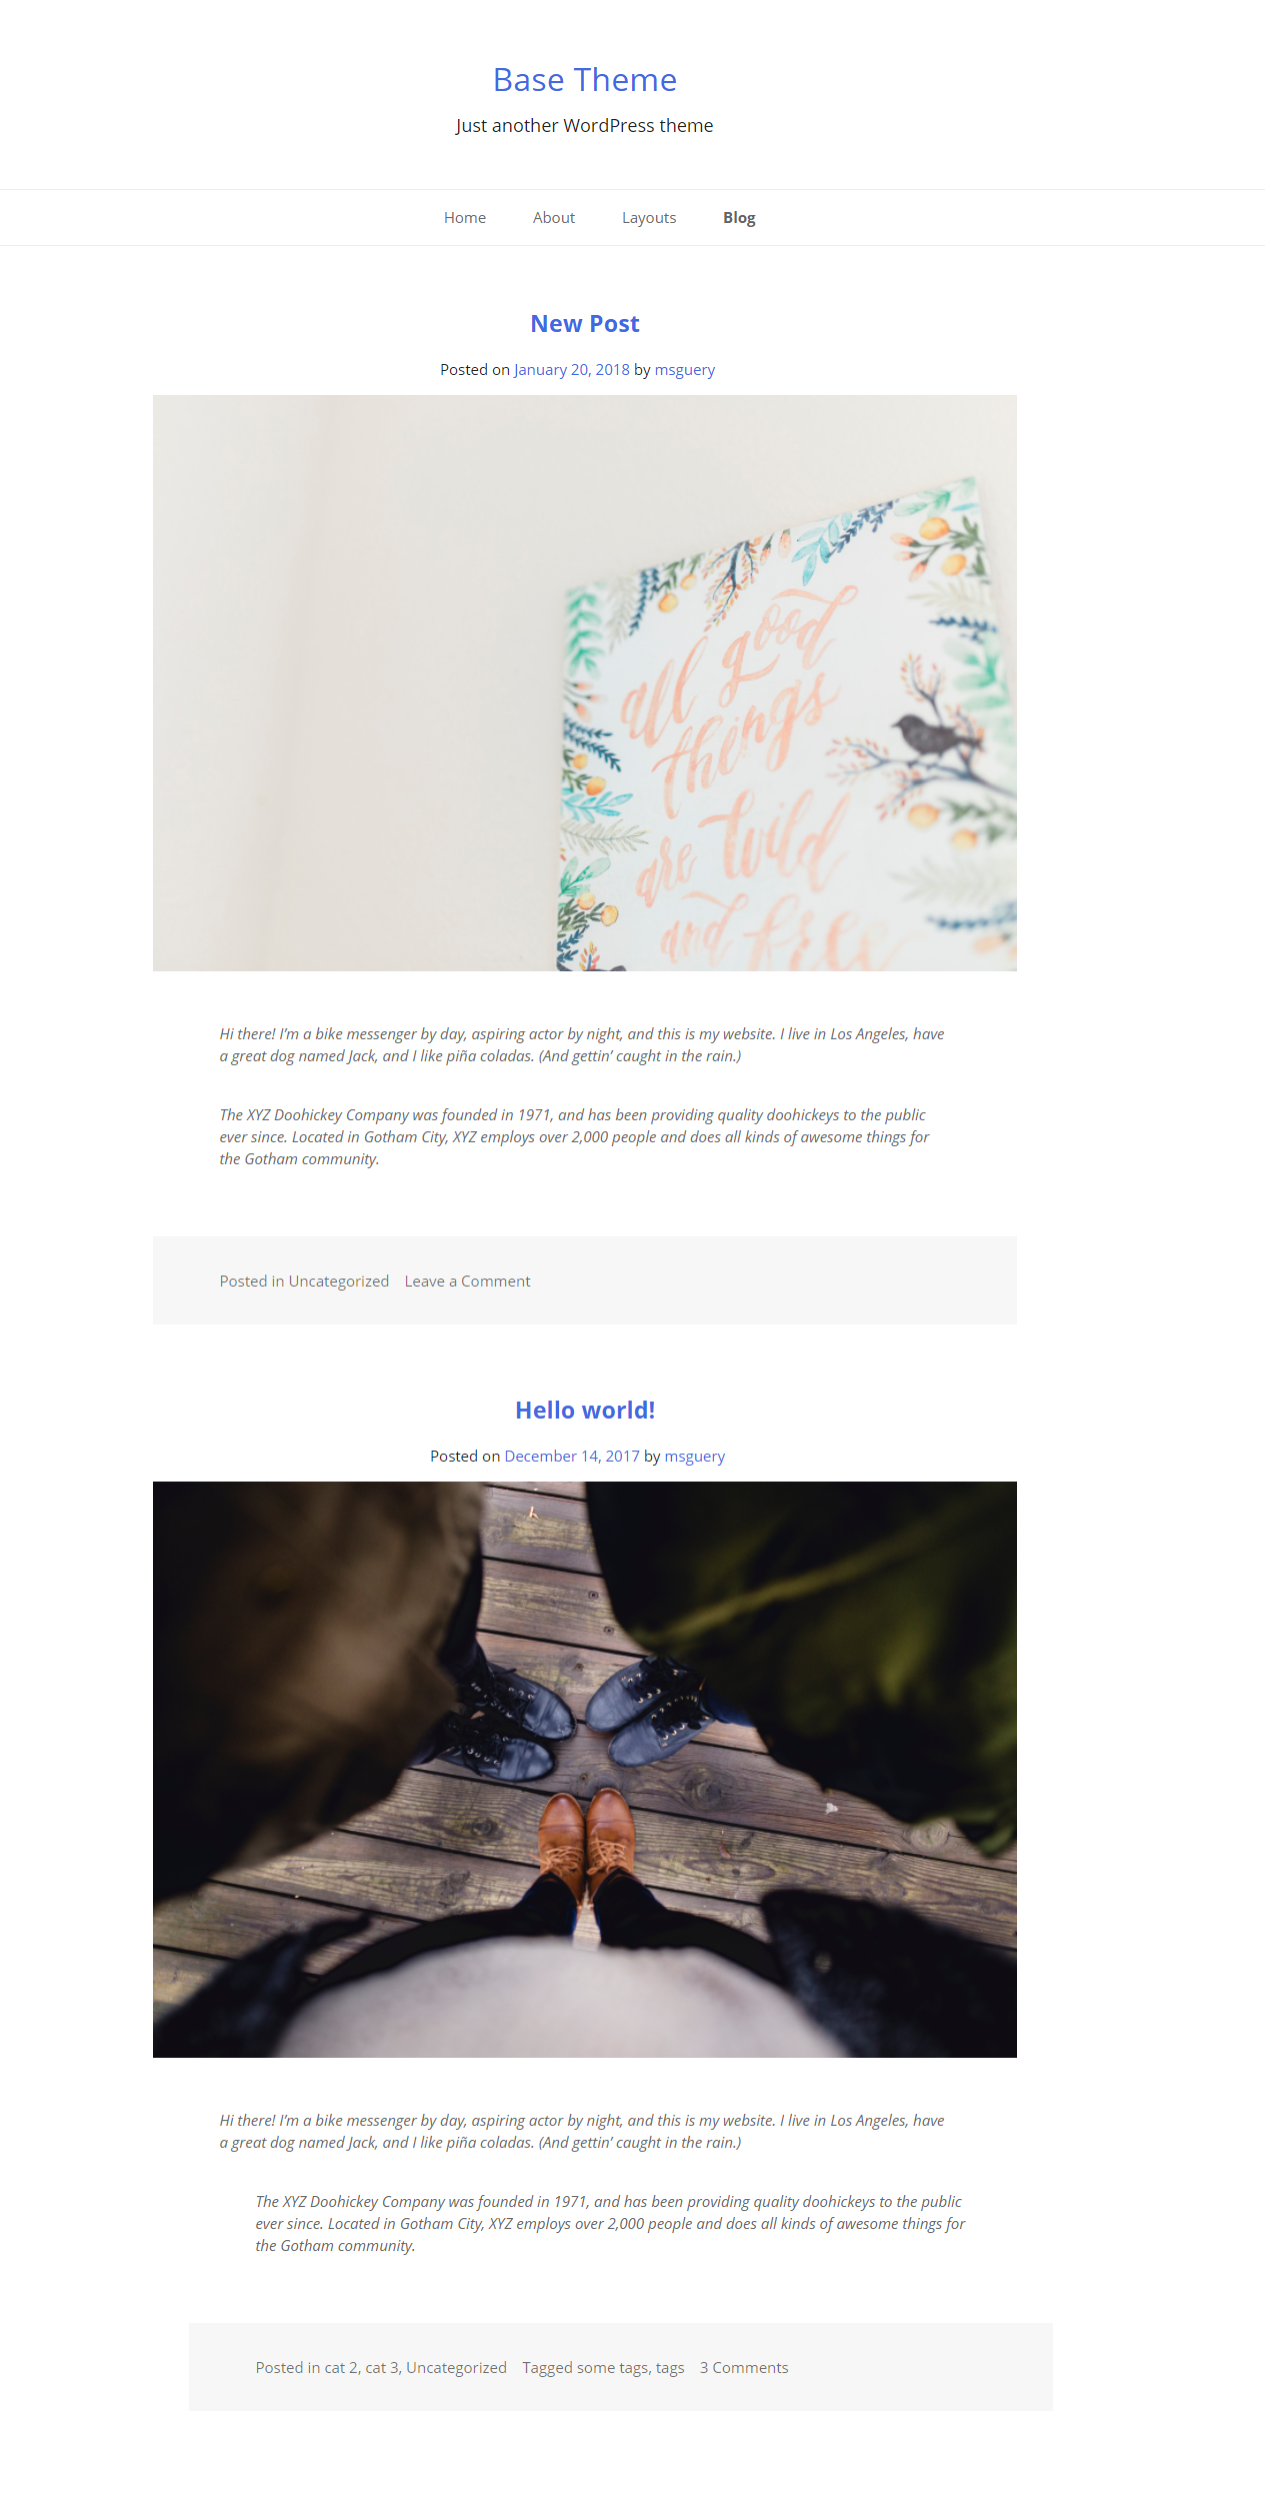 Base Theme
Just another WordPress theme
Home About Layouts Blog
New Post
Posted on January 20, 2018 by msguery
all good
things
are wild
and free
Hi there! I’m a bike messenger by day, aspiring actor by night, and this is my website. I live in Los Angeles, have
a great dog named Jack, and I like piña coladas. (And gettin’ caught in the rain.)
The XYZ Doohickey Company was founded in 1971, and has been providing quality doohickeys to the public
ever since. Located in Gotham City, XYZ employs over 2,000 people and does all kinds of awesome things for
the Gotham community.
Posted in Uncategorized Leave a Comment
Hello world!
Posted on December 14, 2017 by msguery
Hi there! I’m a bike messenger by day, aspiring actor by night, and this is my website. I live in Los Angeles, have
a great dog named Jack, and I like piña coladas. (And gettin’ caught in the rain.)
The XYZ Doohickey Company was founded in 1971, and has been providing quality doohickeys to the public
ever since. Located in Gotham City, XYZ employs over 2,000 people and does all kinds of awesome things for
the Gotham community.
Posted in cat 2, cat 3, Uncategorized Tagged some tags, tags 3 Comments